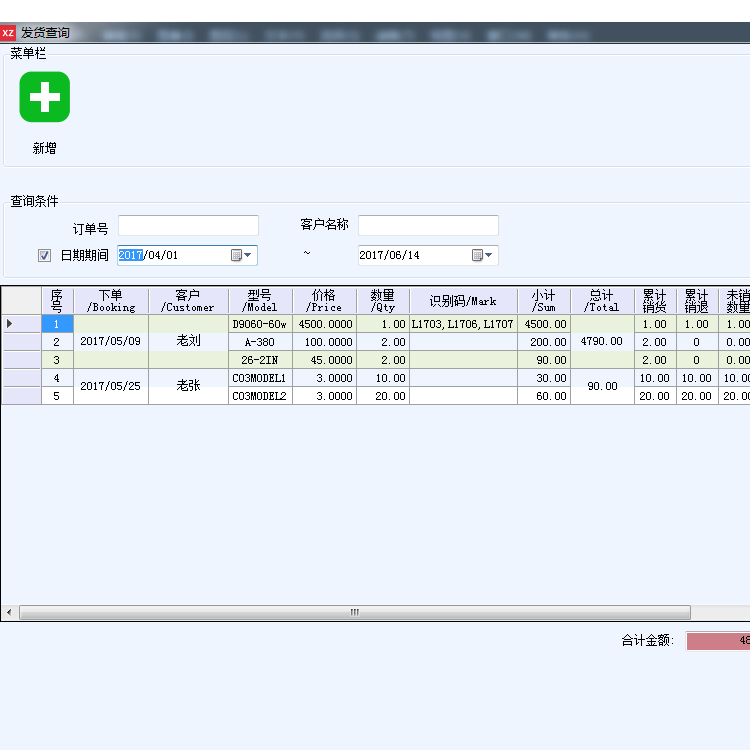 XZ 发货查询
菜单栏
新增
查询条件
订单号 客户名称
日期期间 2017/04/01 ~ 2017/06/14
序号 下单/Booking 客户/Customer 型号/Model 价格/Price 数量/Qty 识别码/Mark 小计/Sum 总计/Total 累计销货 累计销退 未销数量
1 D9060-60w 4500.0000 1.00 L1703,L1706,L1707 4500.00 1.00 1.00 1.00
2 2017/05/09 老刘 A-380 100.0000 2.00 200.00 4790.00 2.00 0 0.00
3 26-2IN 45.0000 2.00 90.00 2.00 0 0.00
4 CO3MODEL1 3.0000 10.00 30.00 10.00 10.00 10.0
2017/05/25 老张 90.00
5 CO3MODEL2 3.0000 20.00 60.00 20.00 20.00 20.0
合计金额: 48